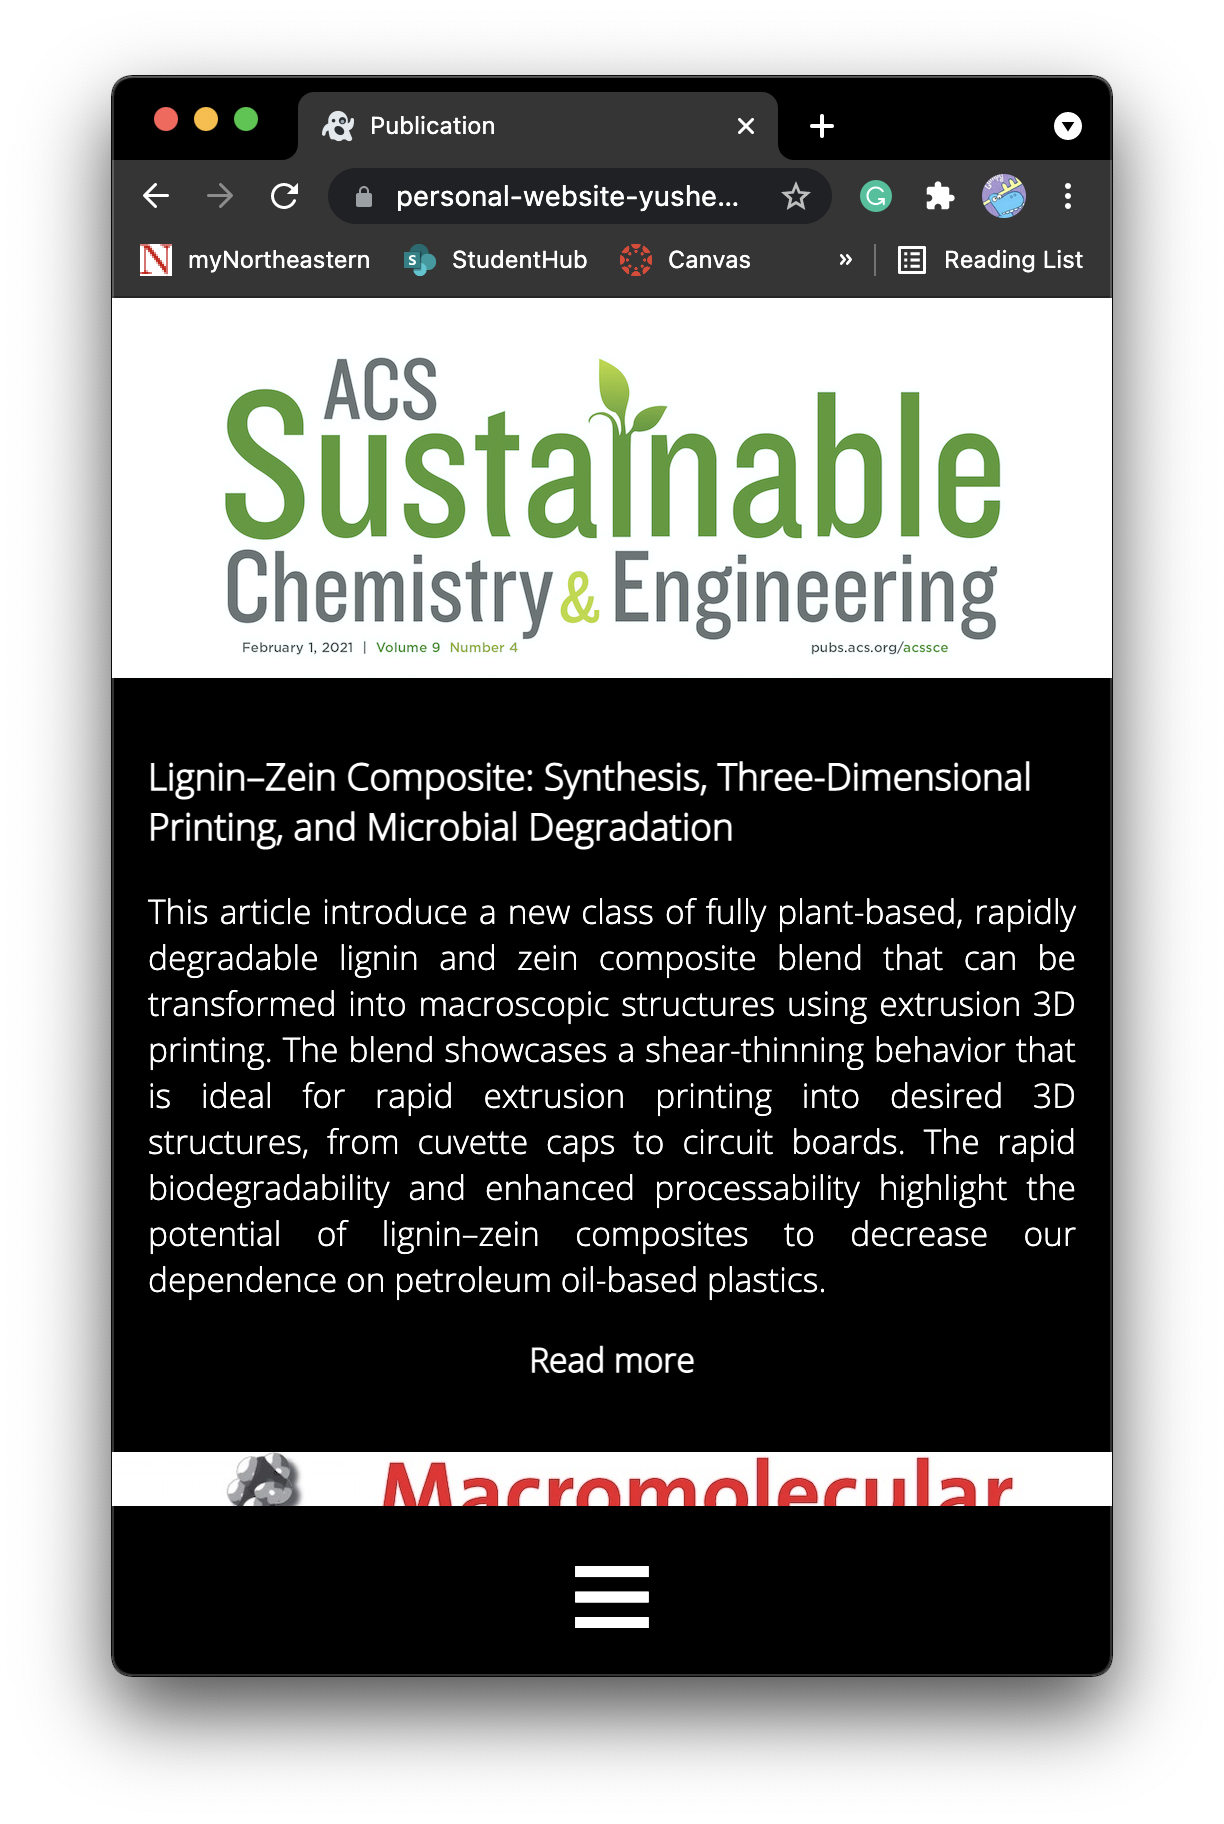 Publication
personal-website-yushe...
myNortheastern StudentHub Canvas » Reading List
ACS
Sustainable
Chemistry & Engineering
February 1, 2021 | Volume 9 Number 4 pubs.acs.org/acssce
Lignin–Zein Composite: Synthesis, Three-Dimensional
Printing, and Microbial Degradation
This article introduce a new class of fully plant-based, rapidly
degradable lignin and zein composite blend that can be
transformed into macroscopic structures using extrusion 3D
printing. The blend showcases a shear-thinning behavior that
is ideal for rapid extrusion printing into desired 3D
structures, from cuvette caps to circuit boards. The rapid
biodegradability and enhanced processability highlight the
potential of lignin–zein composites to decrease our
dependence on petroleum oil-based plastics.
Read more
Macromolecular